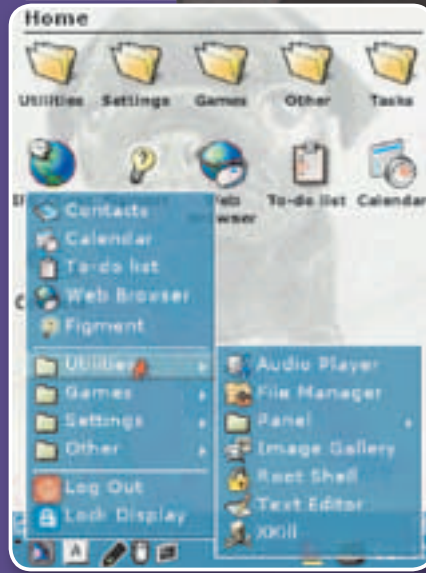 Home
Utilities Settings Games Other Tasks
Web Browser To-do list Calendar
Contacts
Calendar
To-do list
Web Browser
Figment
Utilities
Games
Settings
Other
Log Out
Lock Display
Audio Player
File Manager
Panel
Image Gallery
Root Shell
Text Editor
XKill
A